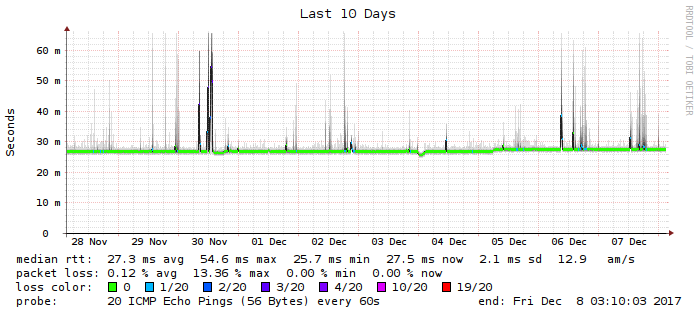 Last 10 Days
RRDTOOL / TOBI OETIKER
Seconds
60 m
50 m
40 m
30 m
20 m
10 m
0
28 Nov 29 Nov 30 Nov 01 Dec 02 Dec 03 Dec 04 Dec 05 Dec 06 Dec 07 Dec
median rtt: 27.3 ms avg 54.6 ms max 25.7 ms min 27.5 ms now 2.1 ms sd 12.9 am/s
packet loss: 0.12 % avg 13.36 % max 0.00 % min 0.00 % now
loss color: 0 1/20 2/20 3/20 4/20 10/20 19/20
probe: 20 ICMP Echo Pings (56 Bytes) every 60s end: Fri Dec 8 03:10:03 2017